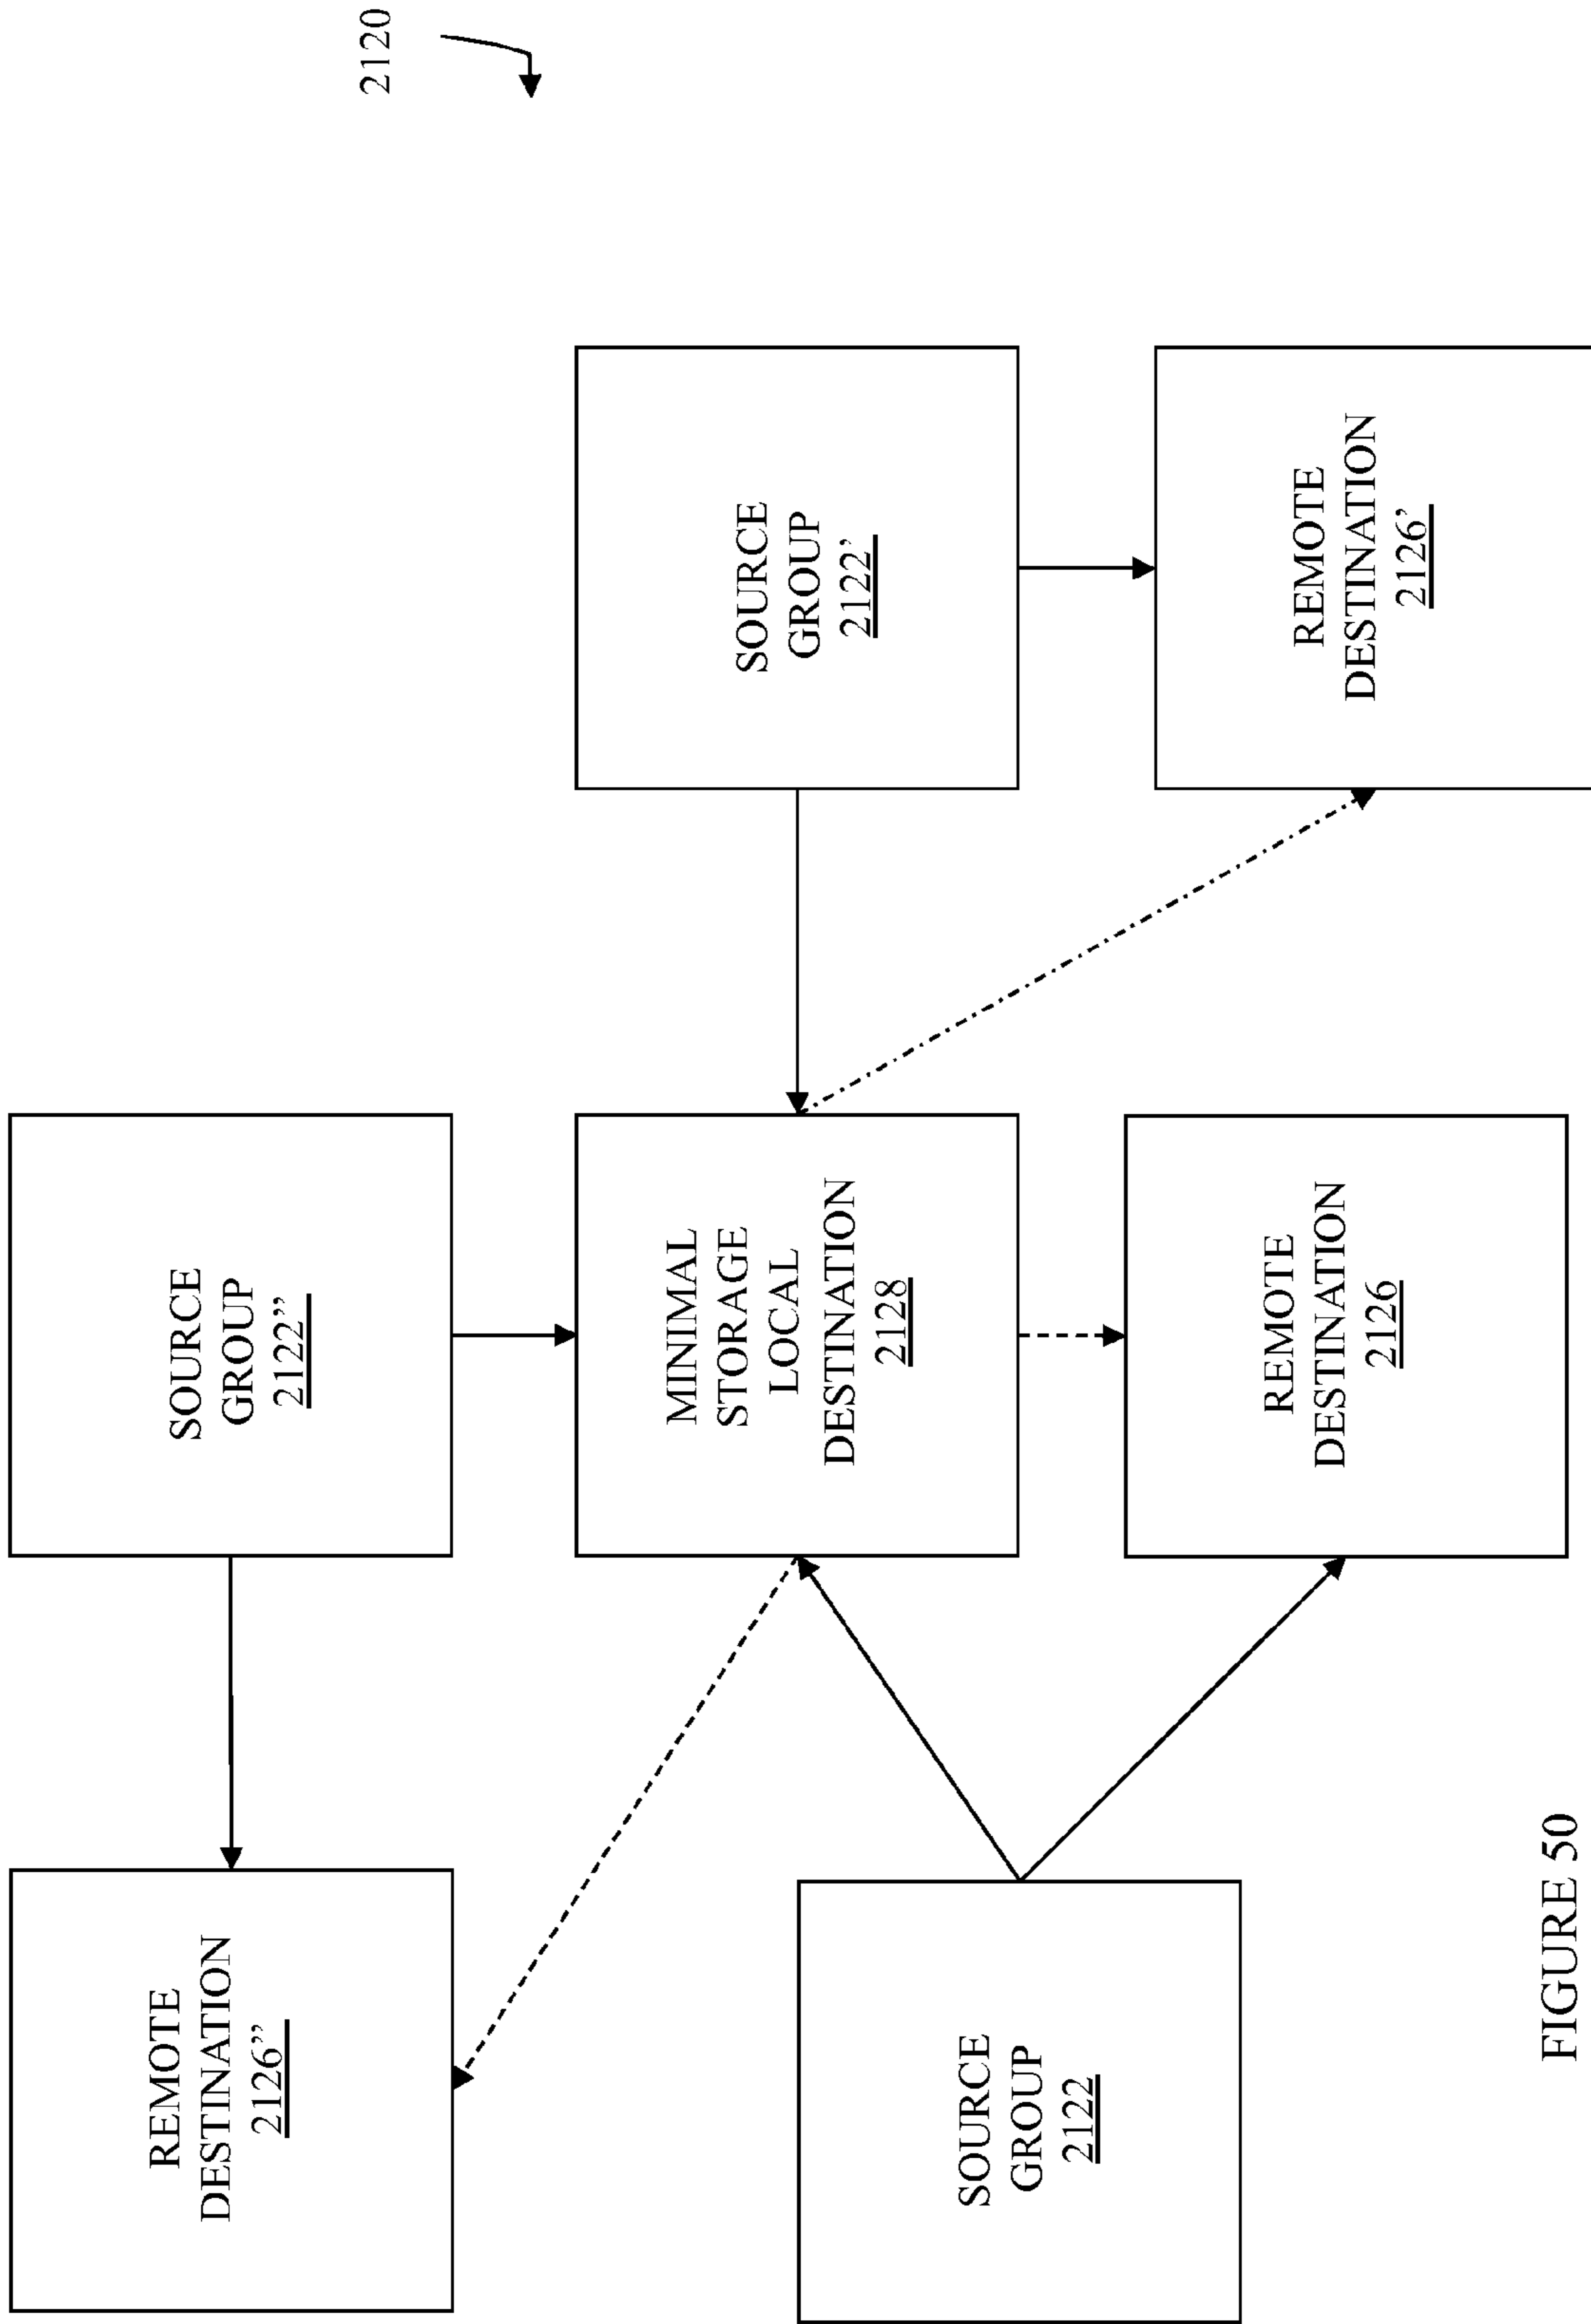 REMOTE
DESTINATION
2126”
SOURCE
GROUP
2122”
2120
MINIMAL
STORAGE
LOCAL
DESTINATION
2128
SOURCE
GROUP
2122’
SOURCE
GROUP
2122
REMOTE
DESTINATION
2126
REMOTE
DESTINATION
2126’
FIGURE 50